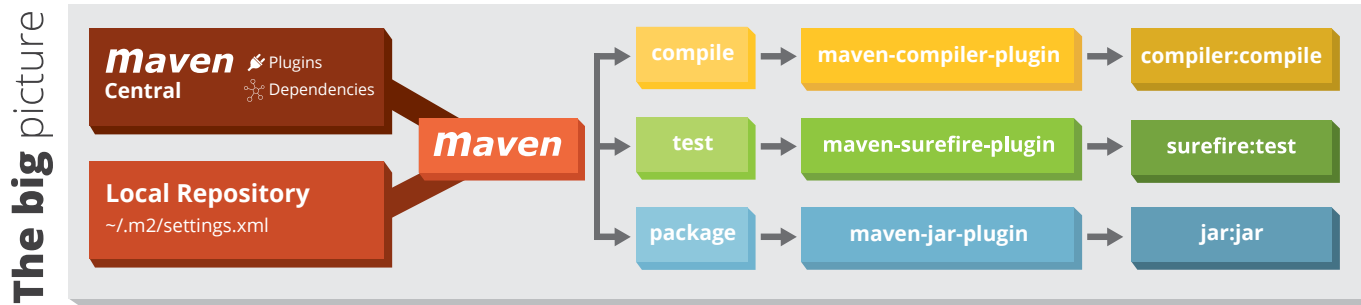 The big picture
maven
Central
Plugins
Dependencies
Local Repository
~/.m2/settings.xml
maven
compile
maven-compiler-plugin
compiler:compile
test
maven-surefire-plugin
surefire:test
package
maven-jar-plugin
jar:jar